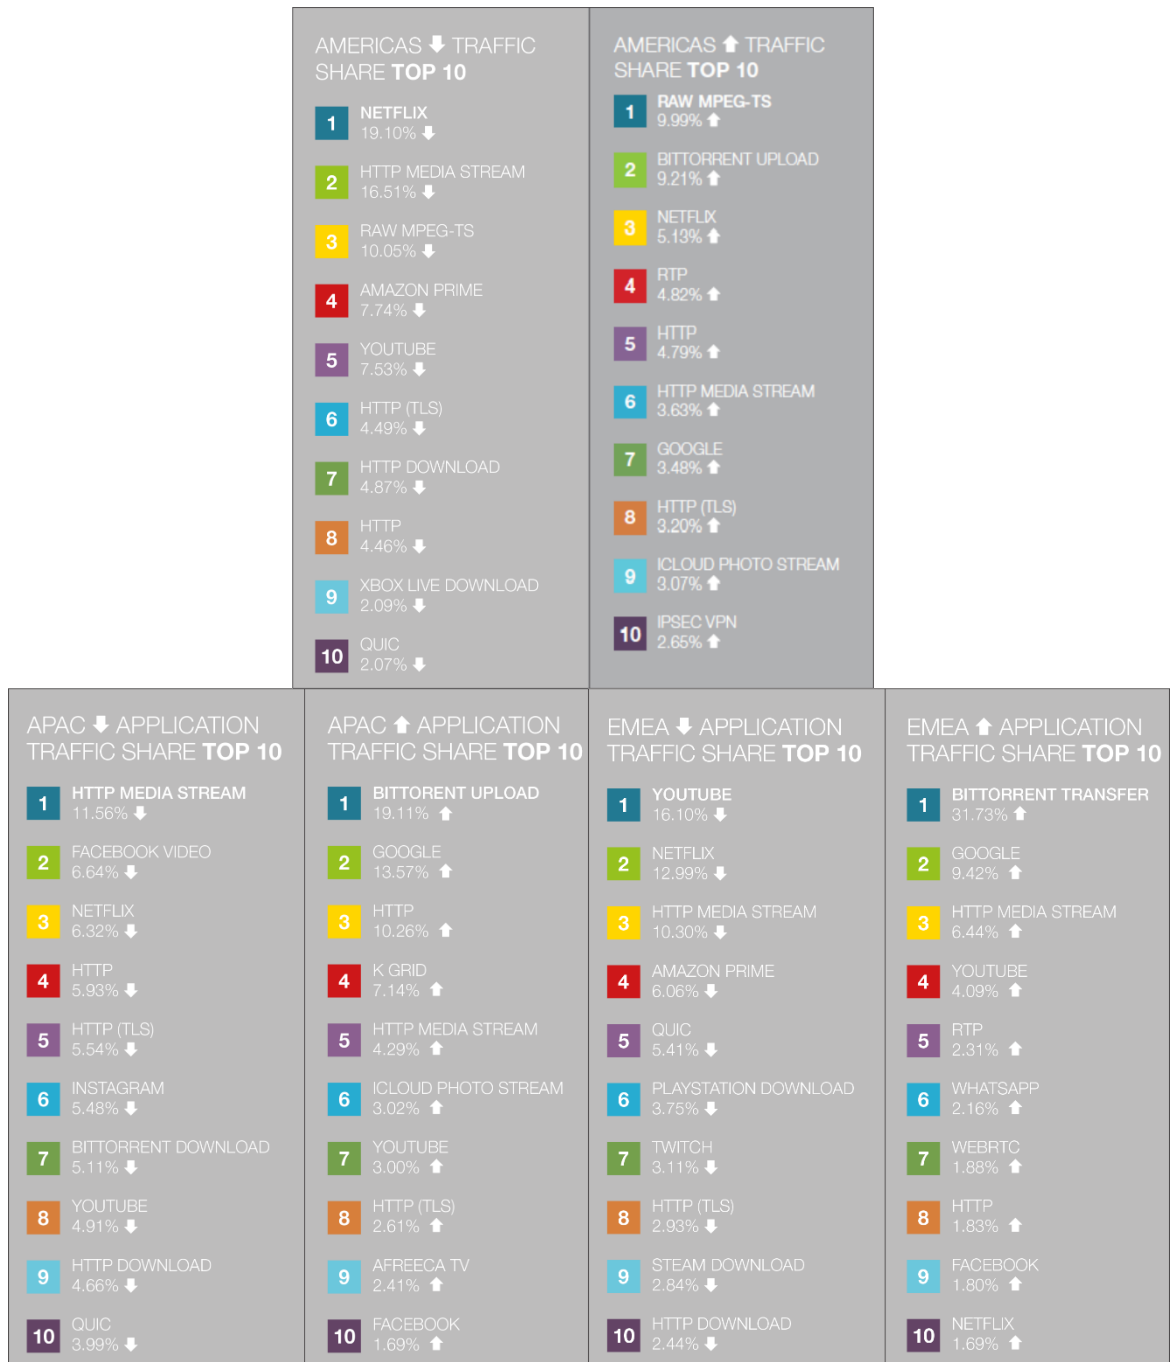 AMERICAS ⬇ TRAFFIC
SHARE TOP 10
1
NETFLIX
19.10% ⬇
2
HTTP MEDIA STREAM
16.51% ⬇
3
RAW MPEG-TS
10.05% ⬇
4
AMAZON PRIME
7.74% ⬇
5
YOUTUBE
7.53% ⬇
6
HTTP (TLS)
4.49% ⬇
7
HTTP DOWNLOAD
4.87% ⬇
8
HTTP
4.46% ⬇
9
XBOX LIVE DOWNLOAD
2.09% ⬇
10
QUIC
2.07% ⬇
AMERICAS ⬆ TRAFFIC
SHARE TOP 10
1
RAW MPEG-TS
9.99% ⬆
2
BITTORRENT UPLOAD
9.21% ⬆
3
NETFLIX
5.13% ⬆
4
RTP
4.82% ⬆
5
HTTP
4.79% ⬆
6
HTTP MEDIA STREAM
3.63% ⬆
7
GOOGLE
3.48% ⬆
8
HTTP (TLS)
3.20% ⬆
9
ICLOUD PHOTO STREAM
3.07% ⬆
10
IPSEC VPN
2.65% ⬆
APAC ⬇ APPLICATION
TRAFFIC SHARE TOP 10
1
HTTP MEDIA STREAM
11.56% ⬇
2
FACEBOOK VIDEO
6.64% ⬇
3
NETFLIX
6.32% ⬇
4
HTTP
5.93% ⬇
5
HTTP (TLS)
5.54% ⬇
6
INSTAGRAM
5.48% ⬇
7
BITTORRENT DOWNLOAD
5.11% ⬇
8
YOUTUBE
4.91% ⬇
9
HTTP DOWNLOAD
4.66% ⬇
10
QUIC
3.99% ⬇
APAC ⬆ APPLICATION
TRAFFIC SHARE TOP 10
1
BITTORENT UPLOAD
19.11% ⬆
2
GOOGLE
13.57% ⬆
3
HTTP
10.26% ⬆
4
K GRID
7.14% ⬆
5
HTTP MEDIA STREAM
4.29% ⬆
6
ICLOUD PHOTO STREAM
3.02% ⬆
7
YOUTUBE
3.00% ⬆
8
HTTP (TLS)
2.61% ⬆
9
AFREECA TV
2.41% ⬆
10
FACEBOOK
1.69% ⬆
EMEA ⬇ APPLICATION
TRAFFIC SHARE TOP 10
1
YOUTUBE
16.10% ⬇
2
NETFLIX
12.99% ⬇
3
HTTP MEDIA STREAM
10.30% ⬇
4
AMAZON PRIME
6.06% ⬇
5
QUIC
5.41% ⬇
6
PLAYSTATION DOWNLOAD
3.75% ⬇
7
TWITCH
3.11% ⬇
8
HTTP (TLS)
2.93% ⬇
9
STEAM DOWNLOAD
2.84% ⬇
10
HTTP DOWNLOAD
2.44% ⬇
EMEA ⬆ APPLICATION
TRAFFIC SHARE TOP 10
1
BITTORRENT TRANSFER
31.73% ⬆
2
GOOGLE
9.42% ⬆
3
HTTP MEDIA STREAM
6.44% ⬆
4
YOUTUBE
4.09% ⬆
5
RTP
2.31% ⬆
6
WHATSAPP
2.16% ⬆
7
WEBRTC
1.88% ⬆
8
HTTP
1.83% ⬆
9
FACEBOOK
1.80% ⬆
10
NETFLIX
1.69% ⬆